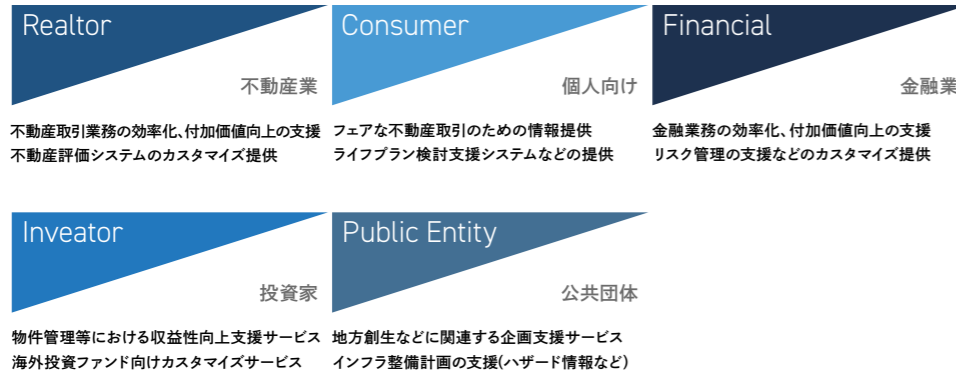 Realtor
不動産業
不動産取引業務の効率化、付加価値向上の支援
不動産評価システムのカスタマイズ提供
Consumer
個人向け
フェアな不動産取引のための情報提供
ライフプラン検討支援システムなどの提供
Financial
金融業
金融業務の効率化、付加価値向上の支援
リスク管理の支援などのカスタマイズ提供
Inveator
投資家
物件管理等における収益性向上支援サービス
海外投資ファンド向けカスタマイズサービス
Public Entity
公共団体
地方創生などに関連する企画支援サービス
インフラ整備計画の支援(ハザード情報など)